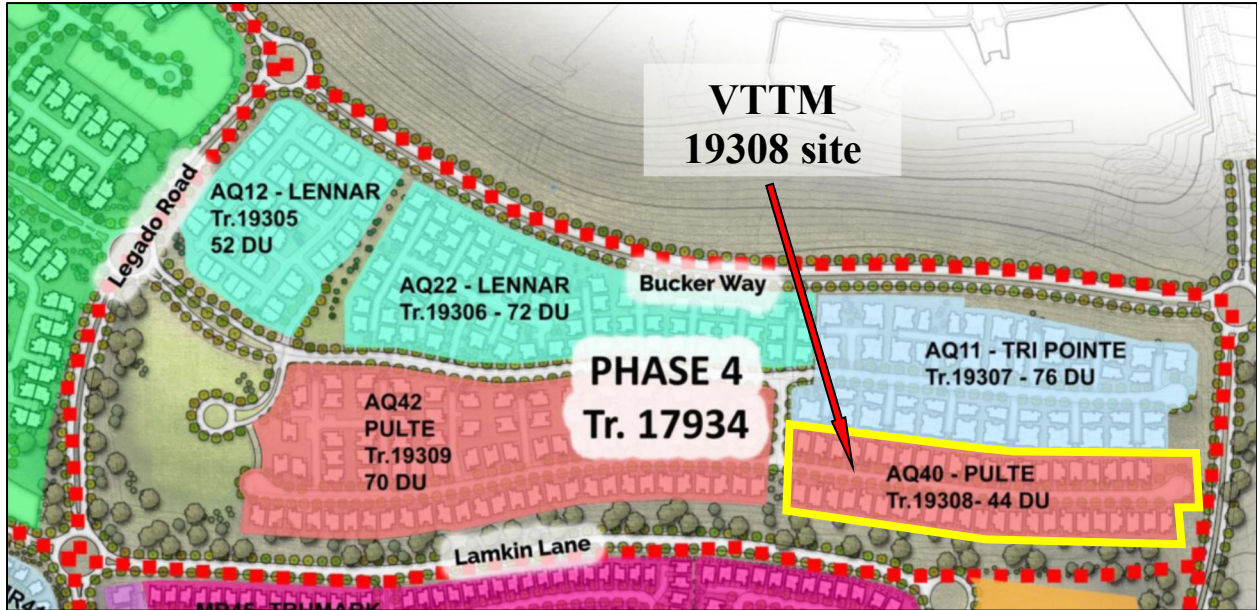 VTTM
19308 site
AQ12 - LENNAR
Tr.19305
52 DU
Legado Road
AQ22 - LENNAR
Tr.19306 - 72 DU
Bucker Way
PHASE 4
Tr. 17934
AQ11 - TRI POINTE
Tr.19307 - 76 DU
AQ42
PULTE
Tr.19309
70 DU
AQ40 - PULTE
Tr.19308- 44 DU
Lamkin Lane
TRUMARK